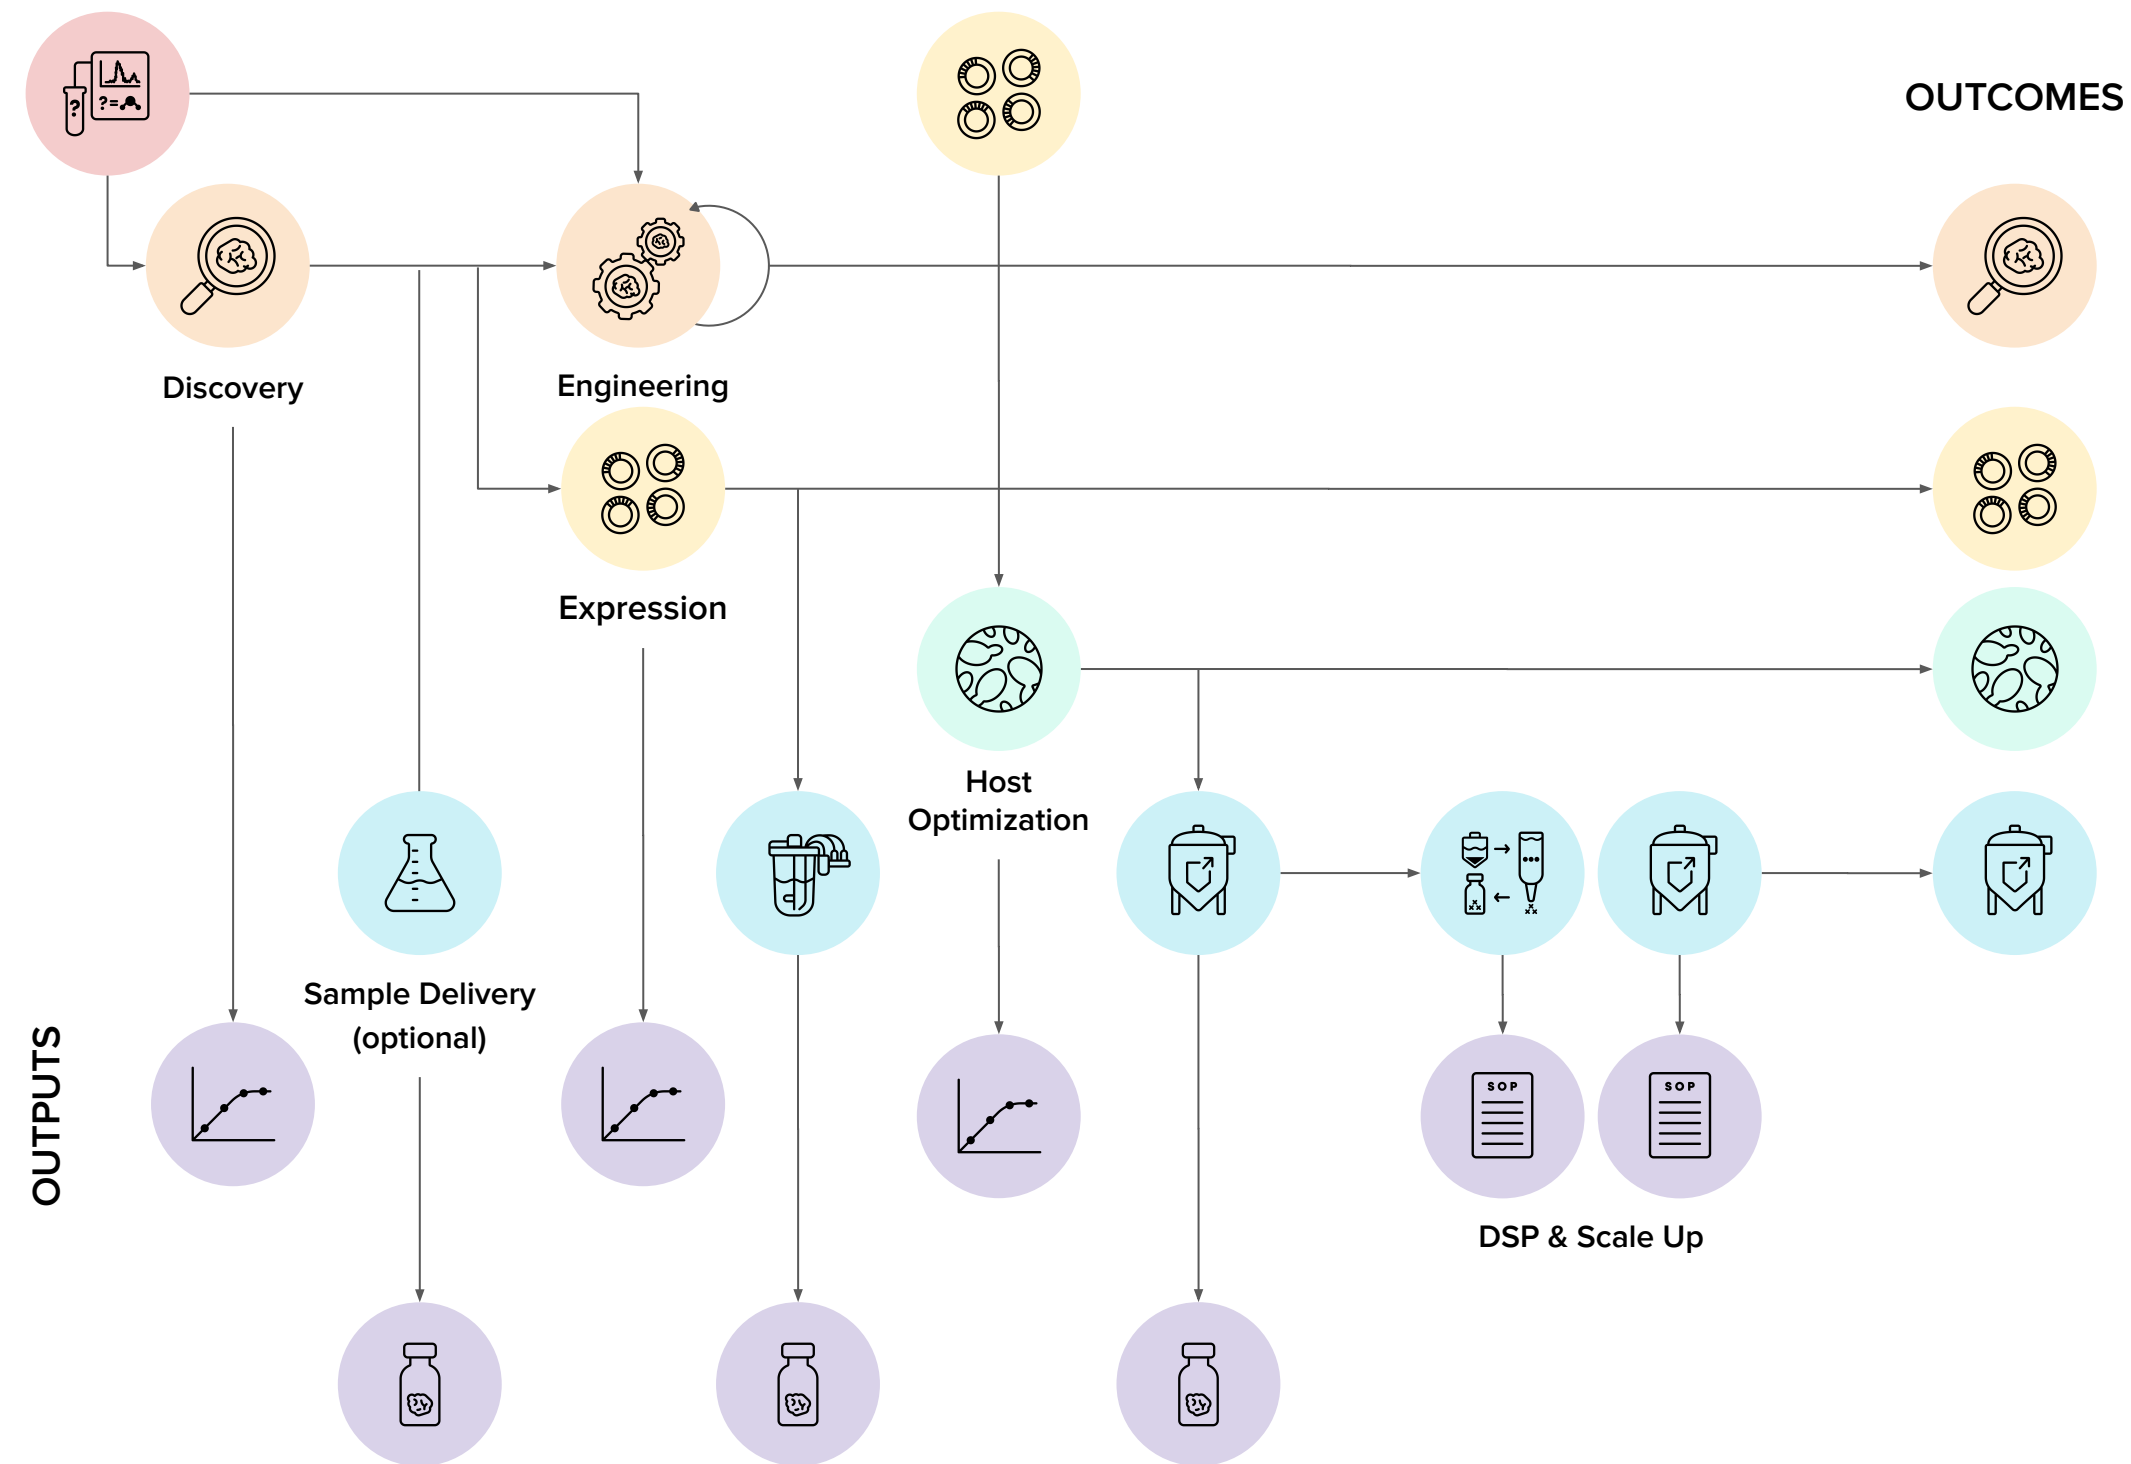 OUTCOMES
?
?=
Discovery
Engineering
Expression
Host
Optimization
Sample Delivery
(optional)
OUTPUTS
SOP
SOP
DSP & Scale Up